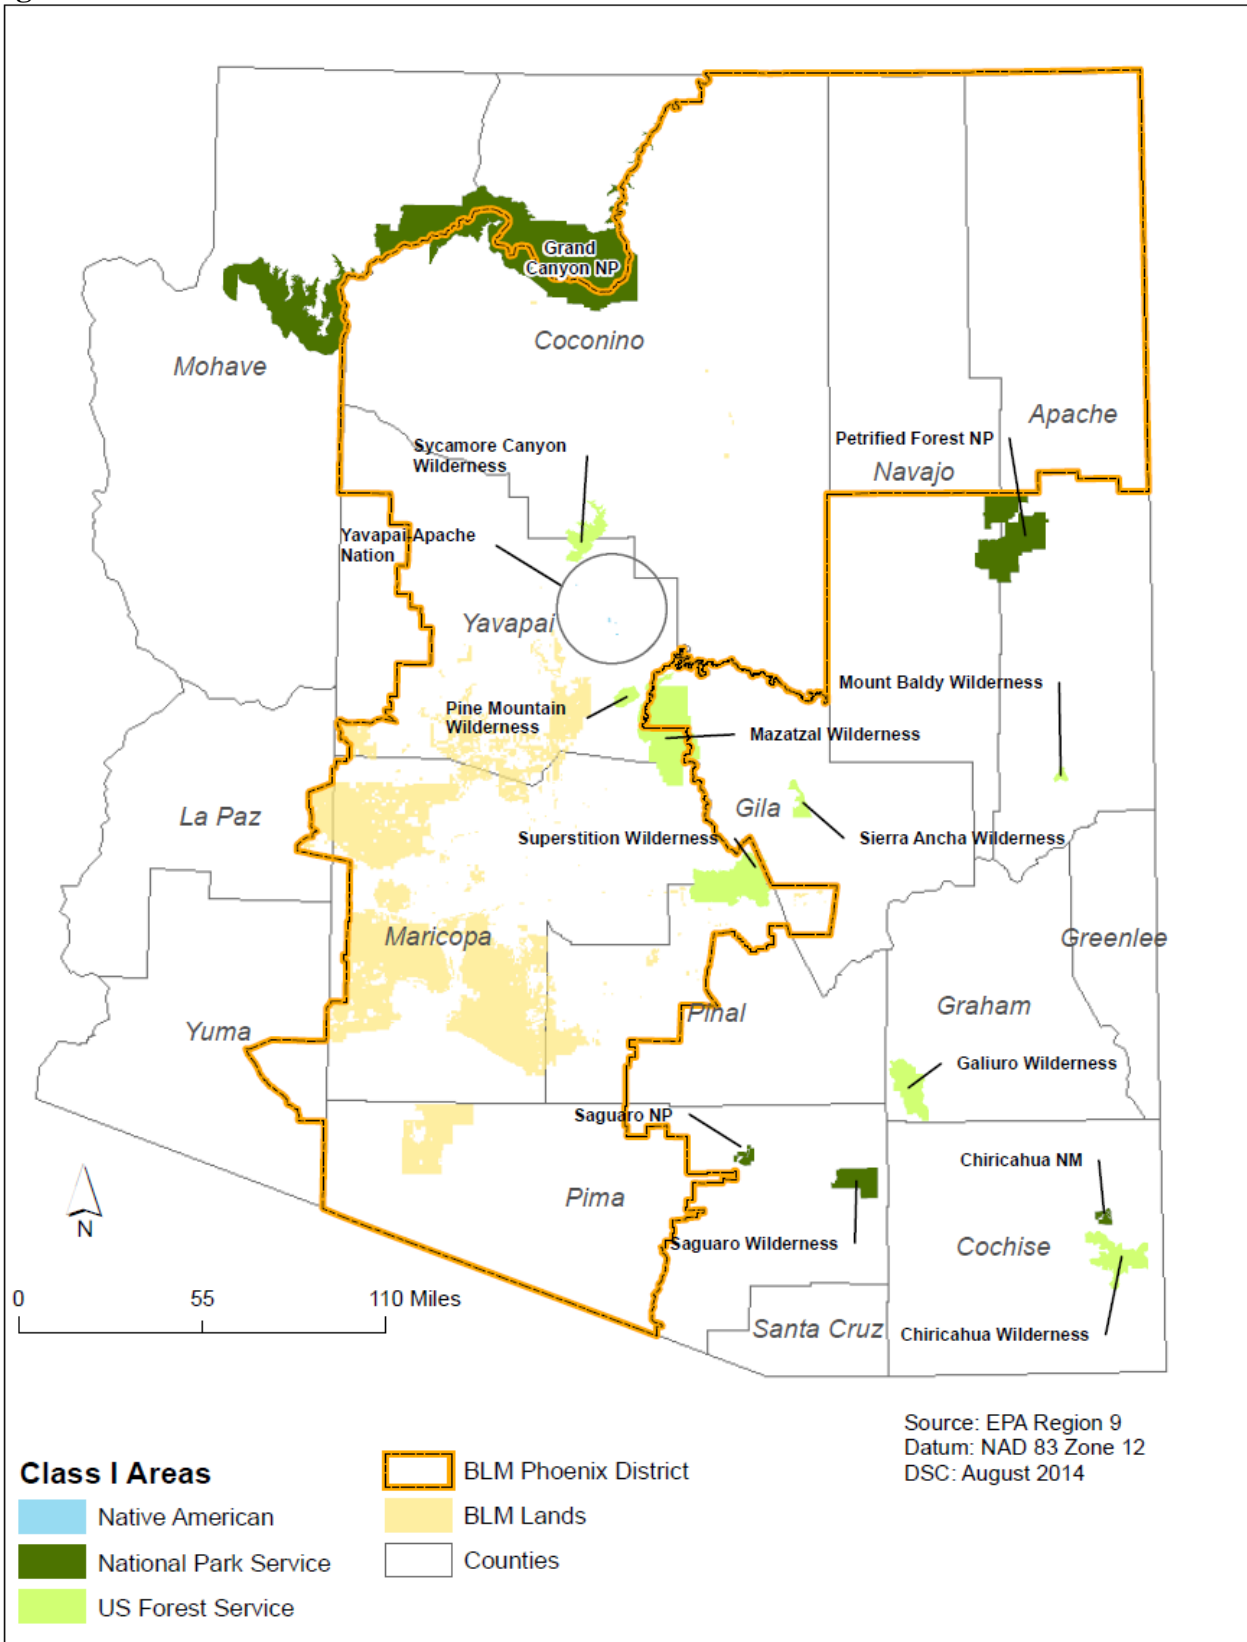 Grand
Canyon NP
Coconino
Mohave
Apache
Petrified Forest NP
Sycamore Canyon
Wilderness
Navajo
Yavapai-Apache
Nation
Yavapai
Mount Baldy Wilderness
Pine Mountain
Wilderness
Mazatzal Wilderness
La Paz
Gila
Superstition Wilderness
Sierra Ancha Wilderness
Maricopa
Greenlee
Graham
Pinal
Yuma
Galiuro Wilderness
Saguaro NP
Chiricahua NM
Pima
N
Saguaro Wilderness
Cochise
0 55 110 Miles
Santa Cruz
Chiricahua Wilderness
Source: EPA Region 9
Datum: NAD 83 Zone 12
DSC: August 2014
Class I Areas
Native American
National Park Service
US Forest Service
BLM Phoenix District
BLM Lands
Counties